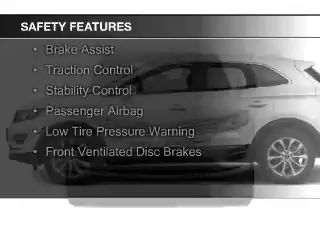 SAFETY FEATURES
• Brake Assist
• Traction Control
• Stability Control
• Passenger Airbag
• Low Tire Pressure Warning
• Front Ventilated Disc Brakes